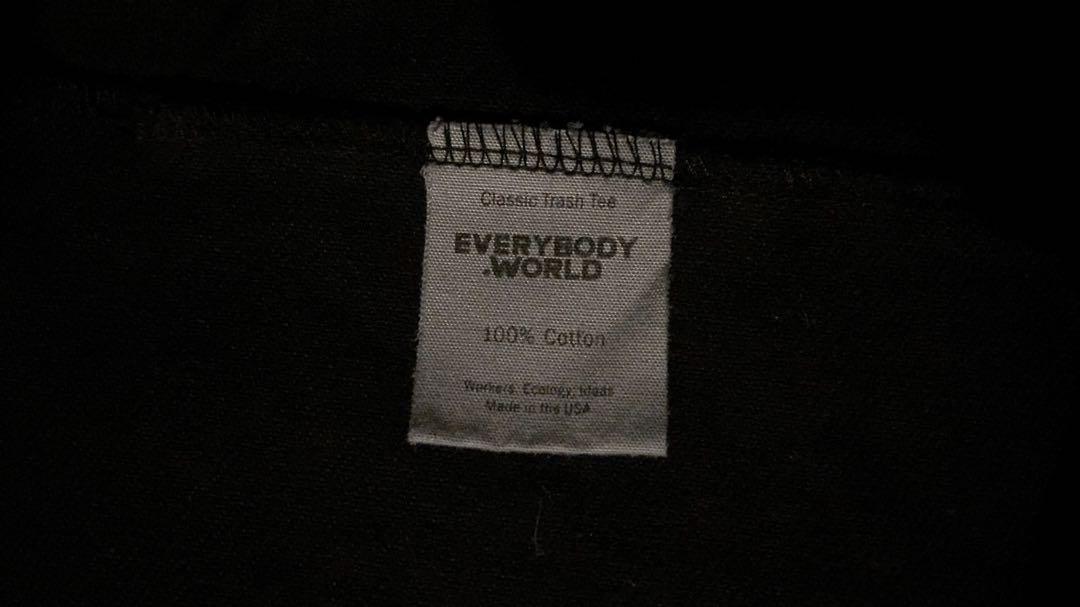 Classic Trash Tee
EVERYBODY
.WORLD
100% Cotton
Workers, Ecology, Ideas
Made in the USA